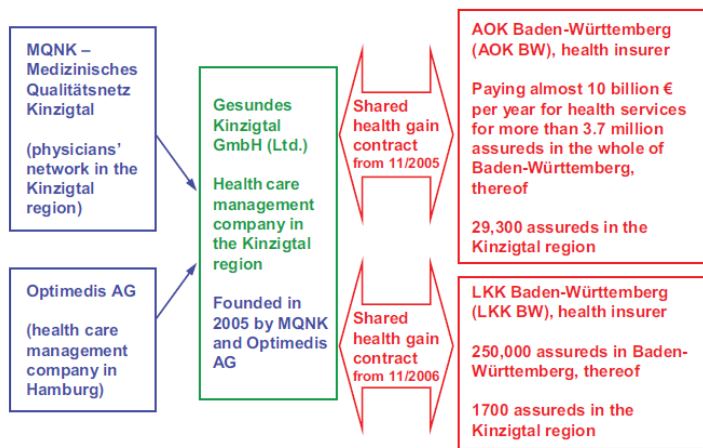 MQNK –
Medizinisches
Qualitätsnetz
Kinzigtal
(physicians'
network in the
Kinzigtal
region)
Optimedis AG
(health care
management
company in
Hamburg)
Gesundes
Kinzigtal
GmbH (Ltd.)
Health care
management
company in
the Kinzigtal
region
Founded in
2005 by MQNK
and Optimedis
AG
Shared
health gain
contract
from 11/2005
Shared
health gain
contract
from 11/2006
AOK Baden-Württemberg
(AOK BW), health insurer
Paying almost 10 billion €
per year for health services
for more than 3.7 million
assureds in the whole of
Baden-Württemberg,
thereof
29,300 assureds in the
Kinzigtal region
LKK Baden-Württemberg
(LKK BW), health insurer
250,000 assureds in Baden-
Württemberg, thereof
1700 assureds in the
Kinzigtal region